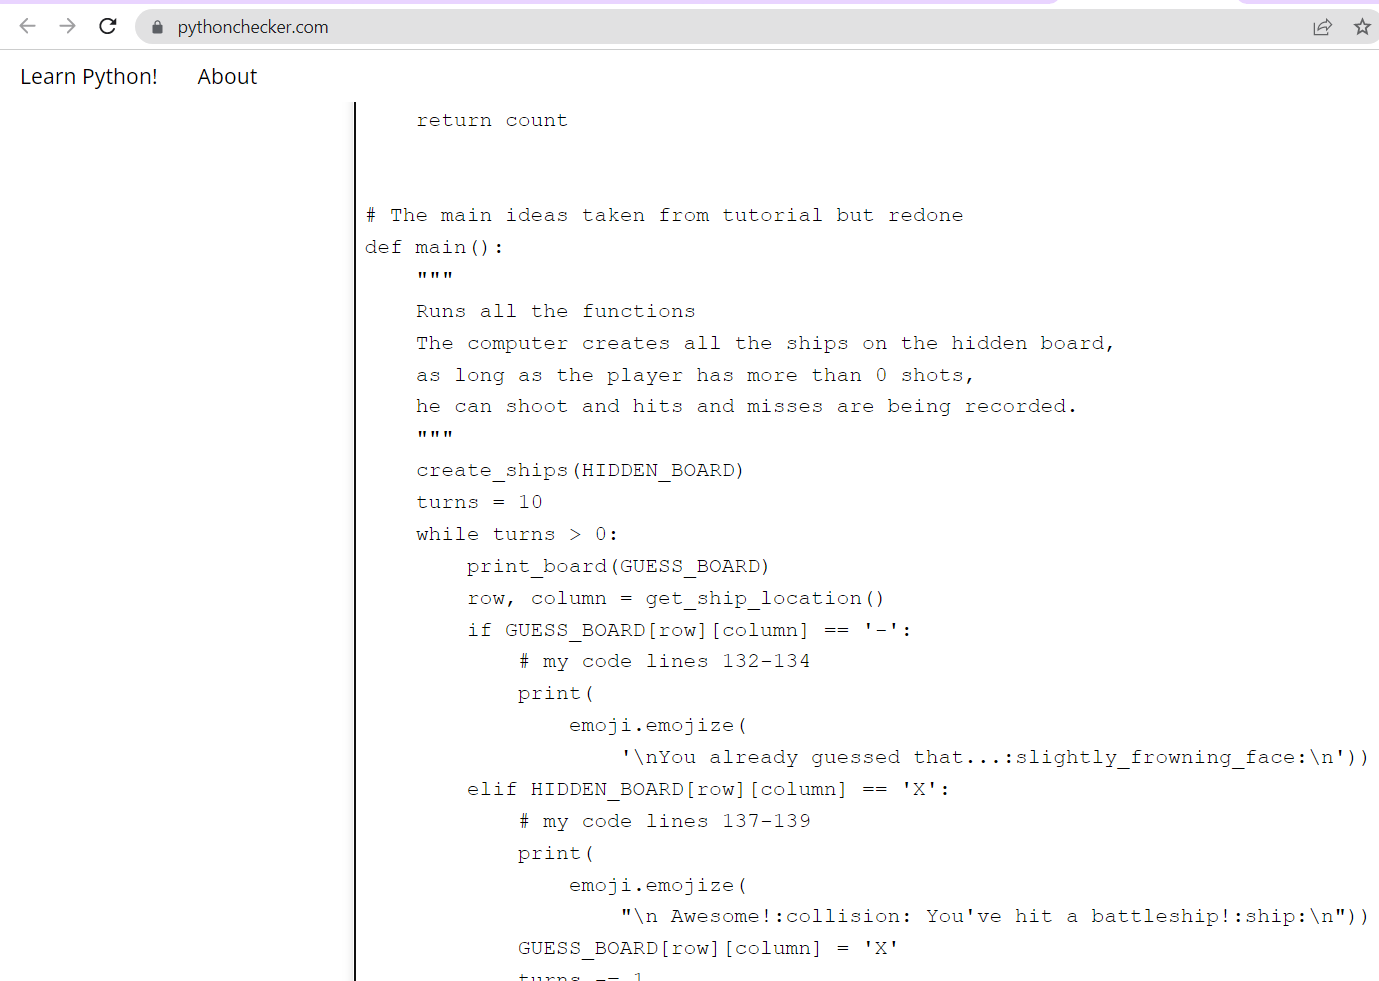 pythonchecker.com
Learn Python! About
return count
# The main ideas taken from tutorial but redone
def main():
"""
Runs all the functions
The computer creates all the ships on the hidden board,
as long as the player has more than 0 shots,
he can shoot and hits and misses are being recorded.
"""
create_ships(HIDDEN_BOARD)
turns = 10
while turns > 0:
print_board(GUESS_BOARD)
row, column = get_ship_location()
if GUESS_BOARD[row][column] == '-':
# my code lines 132-134
print(
emoji.emojize(
'\nYou already guessed that...:slightly_frowning_face:\n'))
elif HIDDEN_BOARD[row][column] == 'X':
# my code lines 137-139
print(
emoji.emojize(
"\n Awesome!:collision: You've hit a battleship!:ship:\n"))
GUESS_BOARD[row][column] = 'X'
turns -= 1